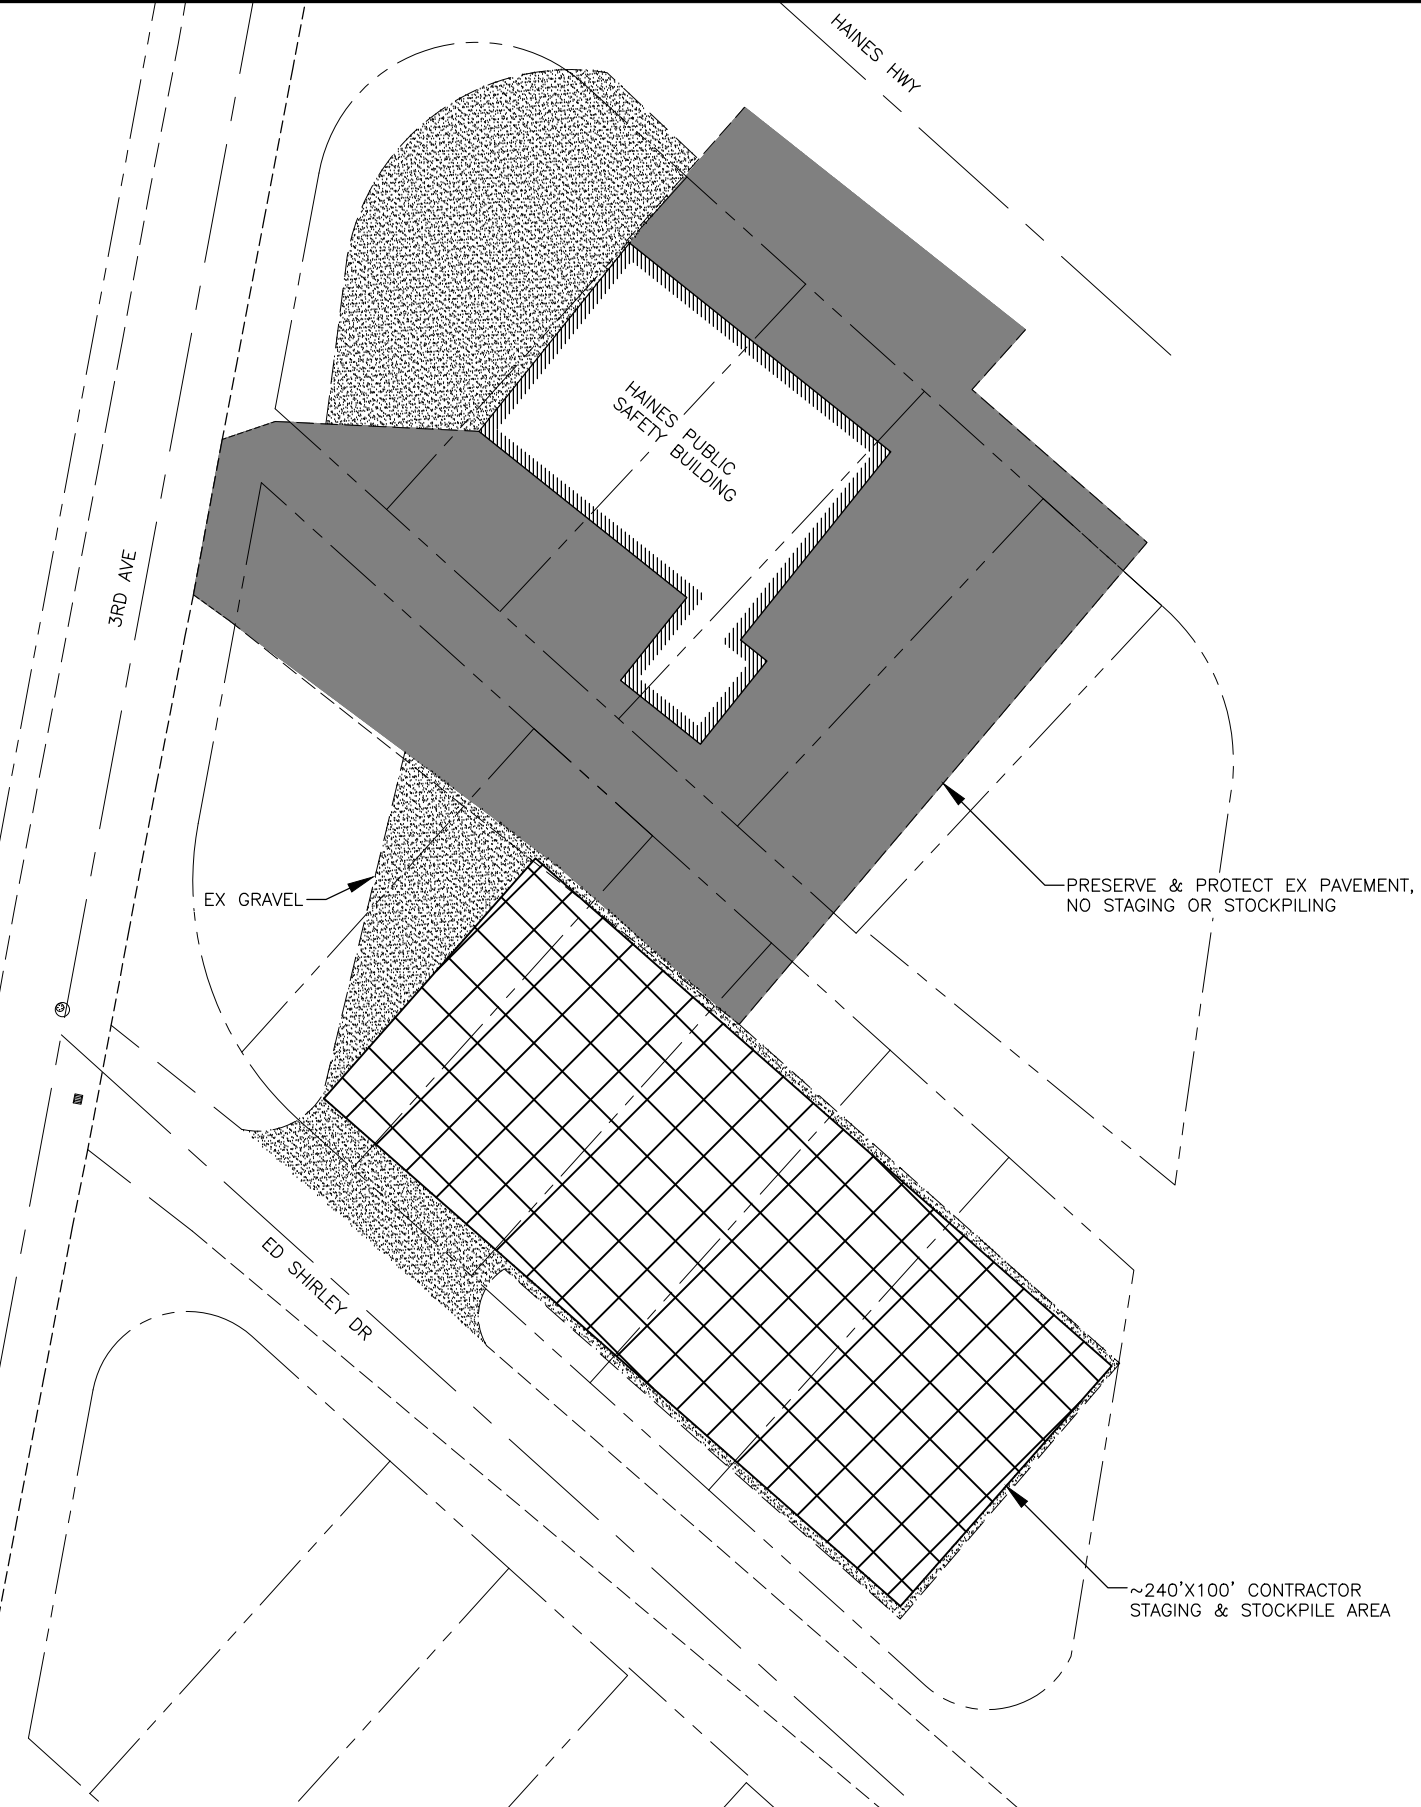 HAINES HWY
HAINES PUBLIC
SAFETY BUILDING
3RD AVE
PRESERVE & PROTECT EX PAVEMENT,
NO STAGING OR STOCKPILING
EX GRAVEL
ED SHIRLEY DR
~240'X100' CONTRACTOR
STAGING & STOCKPILE AREA